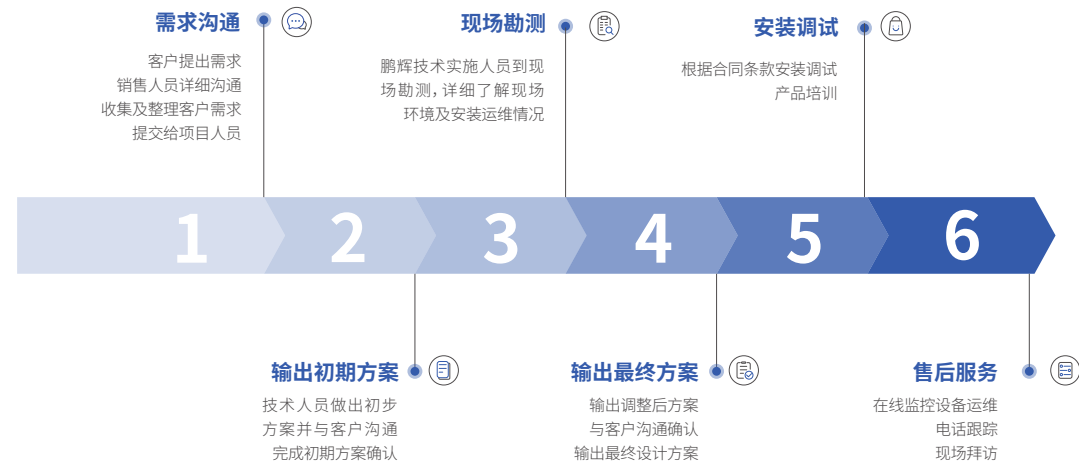 需求沟通
客户提出需求
销售人员详细沟通
收集及整理客户需求
提交给项目人员
现场勘测
鹏辉技术实施人员到现
场勘测,详细了解现场
环境及安装运维情况
安装调试
根据合同条款安装调试
产品培训
1
2
3
4
5
6
输出初期方案
技术人员做出初步
方案并与客户沟通
完成初期方案确认
输出最终方案
输出调整后方案
与客户沟通确认
输出最终设计方案
售后服务
在线监控设备运维
电话跟踪
现场拜访